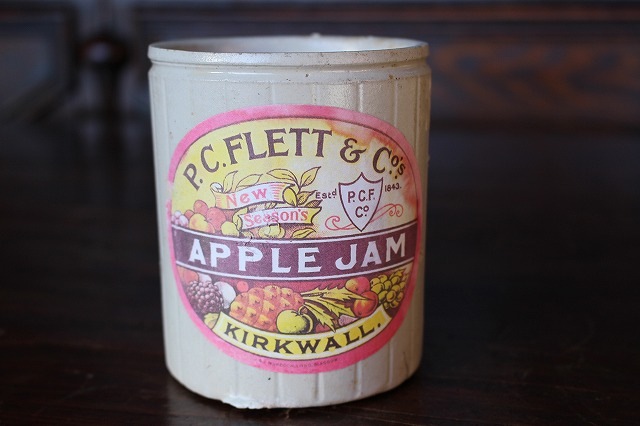 P.C. FLETT & Co's
New
Season's
Estd 1843.
P.C.F.
Co.
APPLE JAM
KIRKWALL.